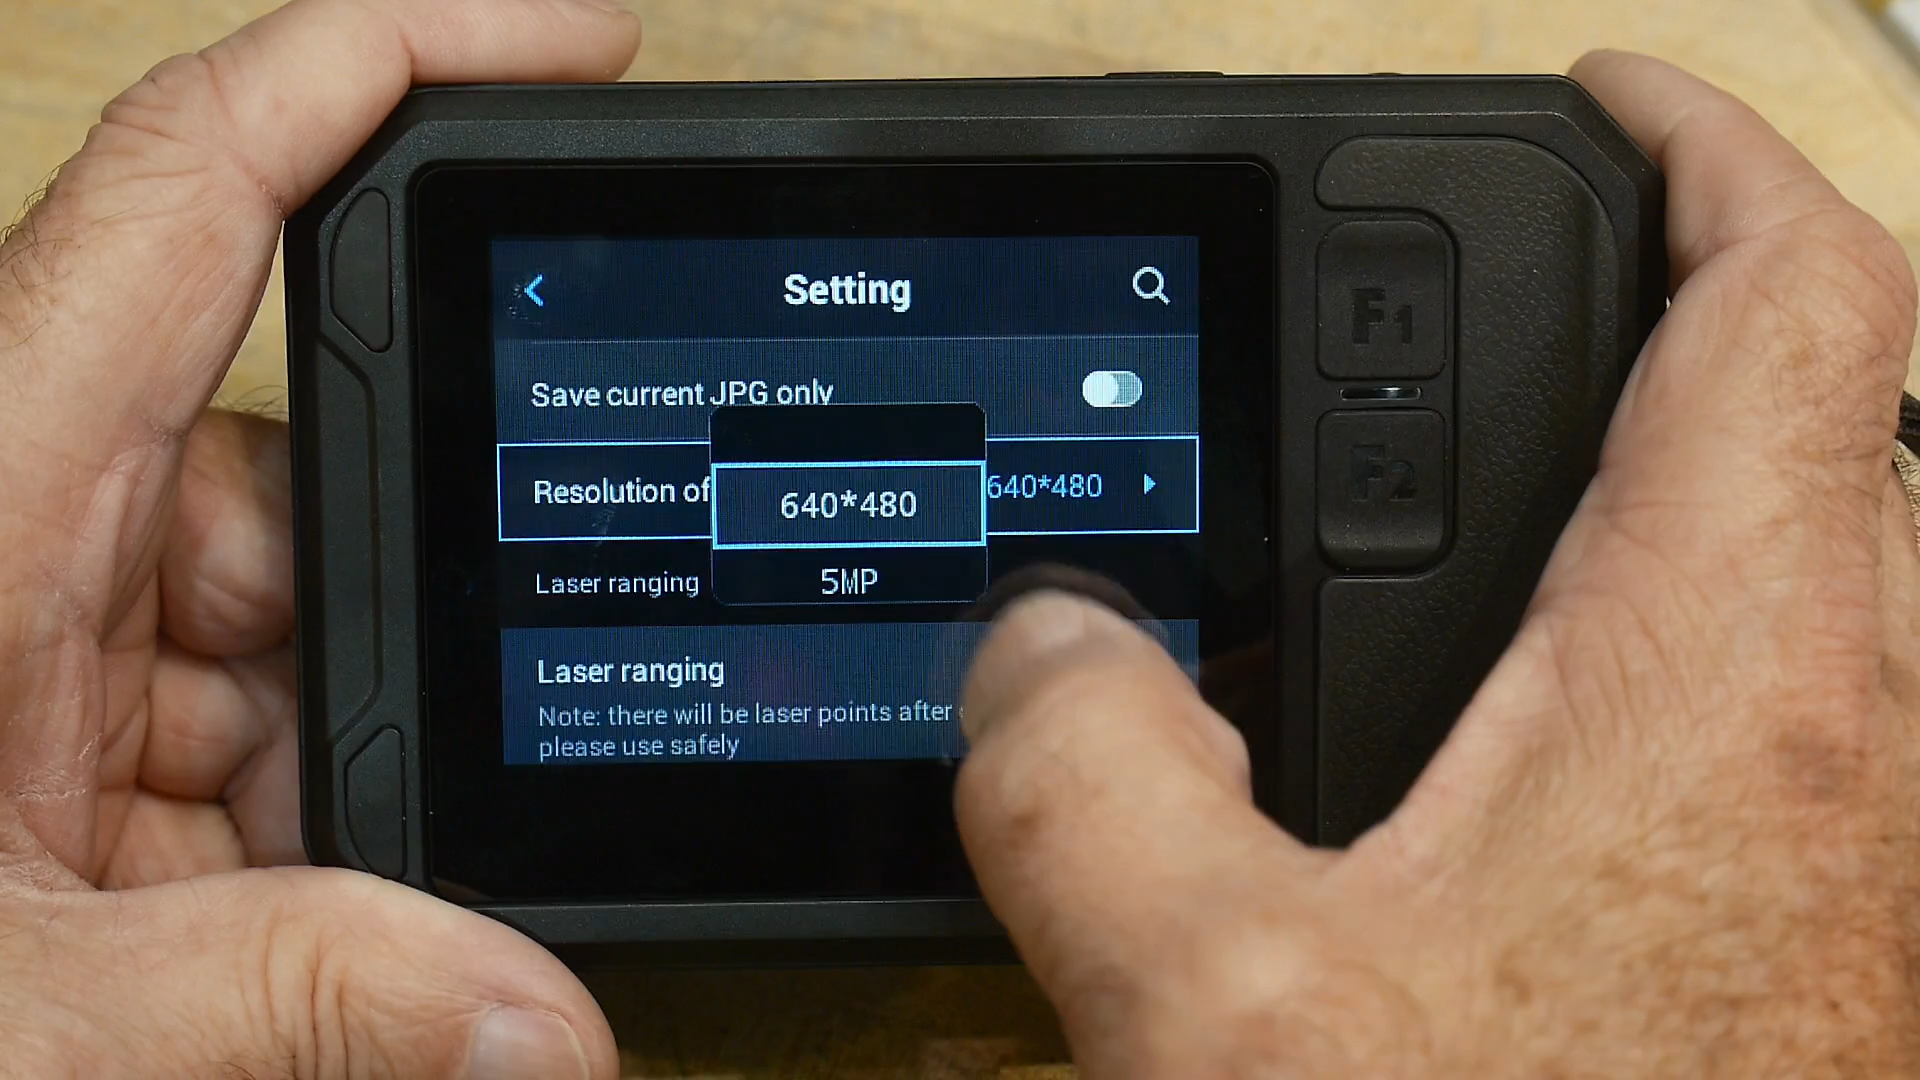 Setting
Save current JPG only
Resolution of
640*480
640*480
5MP
Laser ranging
Laser ranging
Note: there will be laser points after
please use safely
F1
F2